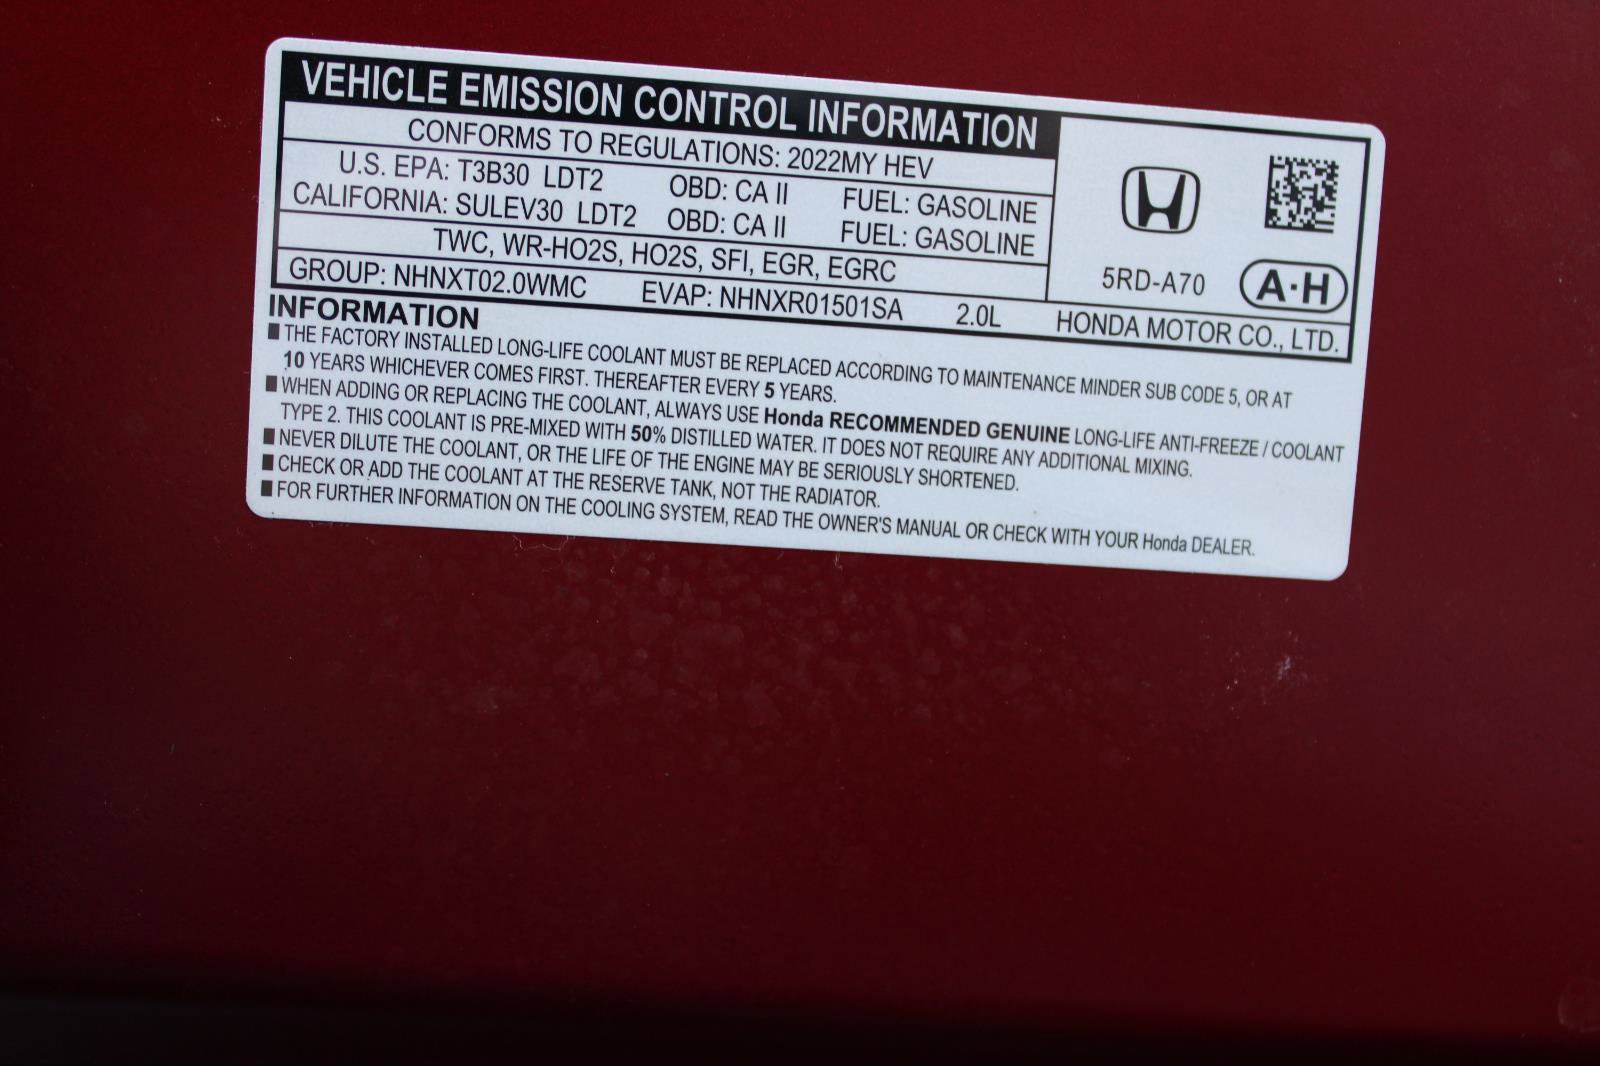 VEHICLE EMISSION CONTROL INFORMATION
CONFORMS TO REGULATIONS: 2022MY HEV
U.S. EPA: T3B30 LDT2 OBD: CA II FUEL: GASOLINE
CALIFORNIA: SULEV30 LDT2 OBD: CA II FUEL: GASOLINE
TWC, WR-HO2S, HO2S, SFI, EGR, EGRC
5RD-A70 A·H
GROUP: NHNXT02.0WMC EVAP: NHNXR01501SA 2.0L HONDA MOTOR CO., LTD.
INFORMATION
■ THE FACTORY INSTALLED LONG-LIFE COOLANT MUST BE REPLACED ACCORDING TO MAINTENANCE MINDER SUB CODE 5, OR AT
10 YEARS WHICHEVER COMES FIRST. THEREAFTER EVERY 5 YEARS.
■ WHEN ADDING OR REPLACING THE COOLANT, ALWAYS USE Honda RECOMMENDED GENUINE LONG-LIFE ANTI-FREEZE / COOLANT
TYPE 2. THIS COOLANT IS PRE-MIXED WITH 50% DISTILLED WATER. IT DOES NOT REQUIRE ANY ADDITIONAL MIXING.
■ NEVER DILUTE THE COOLANT, OR THE LIFE OF THE ENGINE MAY BE SERIOUSLY SHORTENED.
■ CHECK OR ADD THE COOLANT AT THE RESERVE TANK, NOT THE RADIATOR.
■ FOR FURTHER INFORMATION ON THE COOLING SYSTEM, READ THE OWNER'S MANUAL OR CHECK WITH YOUR Honda DEALER.